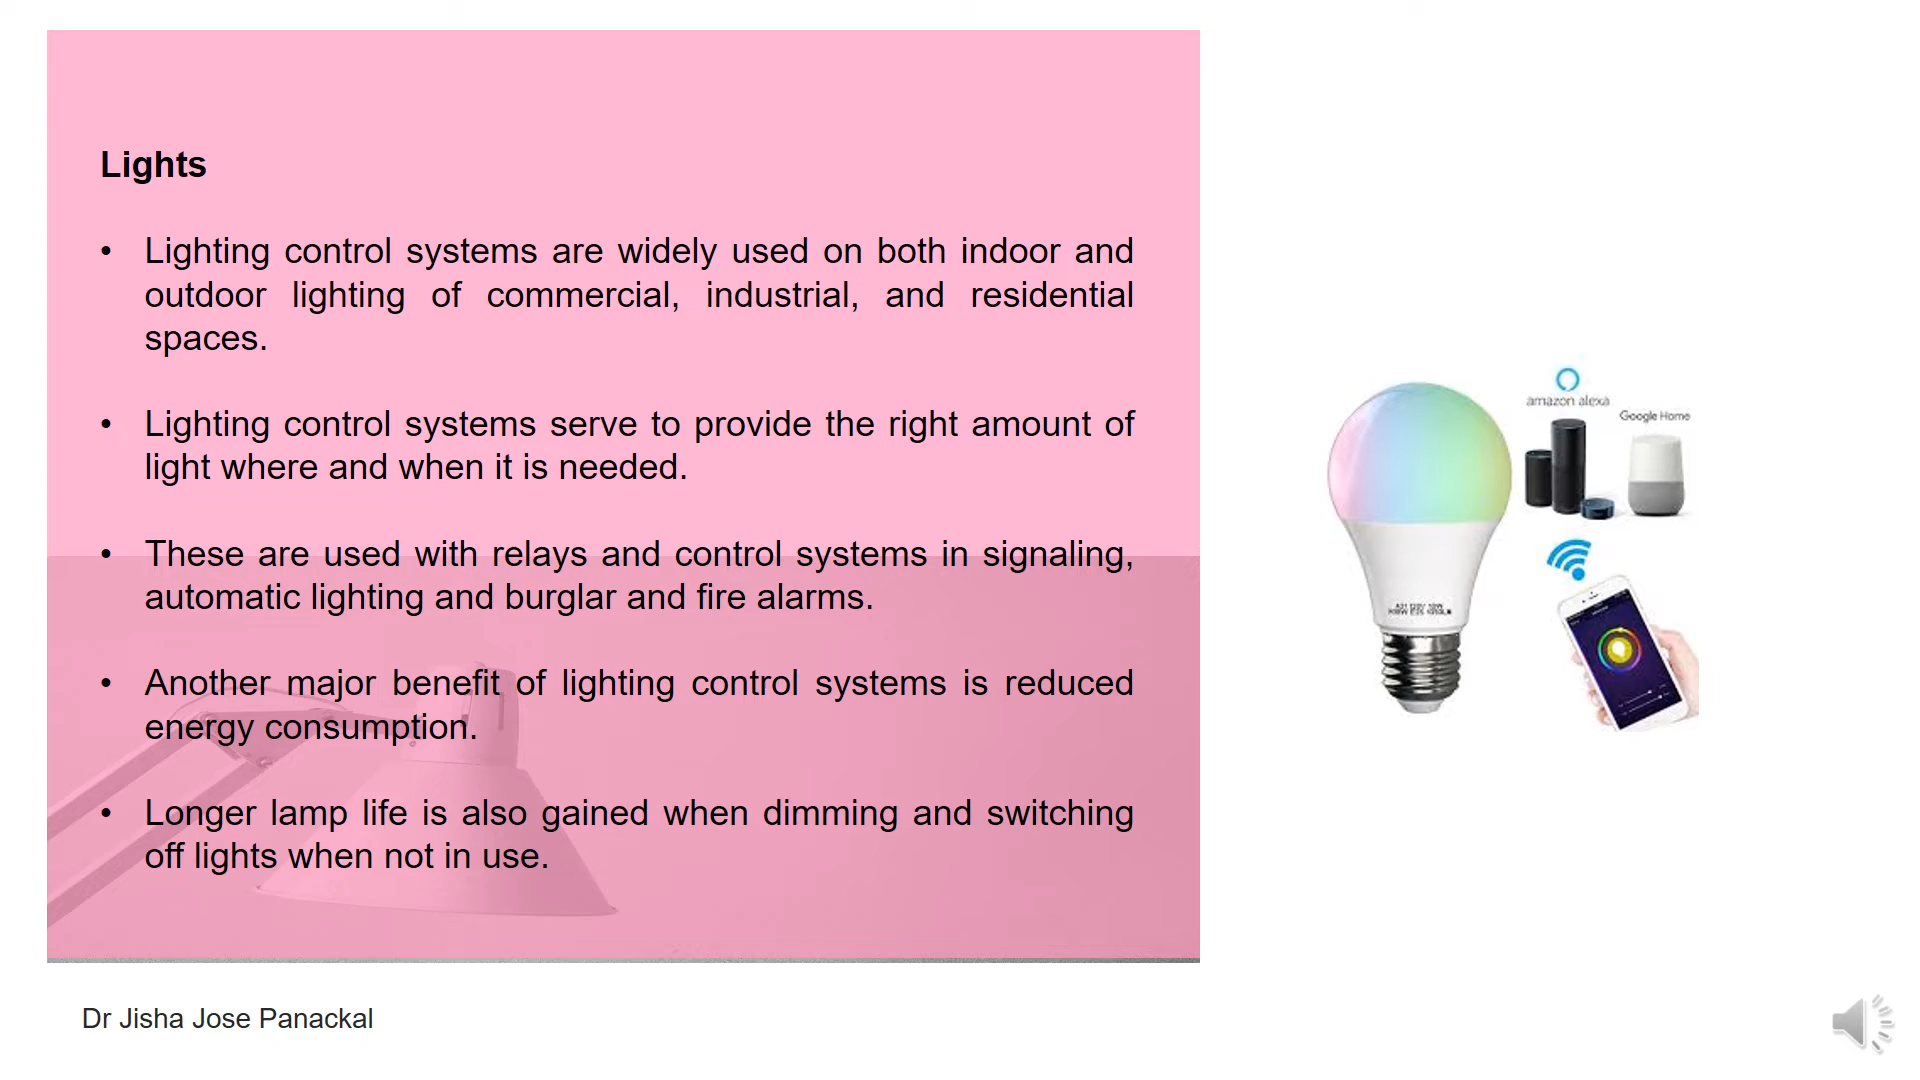 Lights
• Lighting control systems are widely used on both indoor and
outdoor lighting of commercial, industrial, and residential
spaces.
• Lighting control systems serve to provide the right amount of
light where and when it is needed.
• These are used with relays and control systems in signaling,
automatic lighting and burglar and fire alarms.
• Another major benefit of lighting control systems is reduced
energy consumption.
• Longer lamp life is also gained when dimming and switching
off lights when not in use.
amazon alexa
Google Home
Dr Jisha Jose Panackal